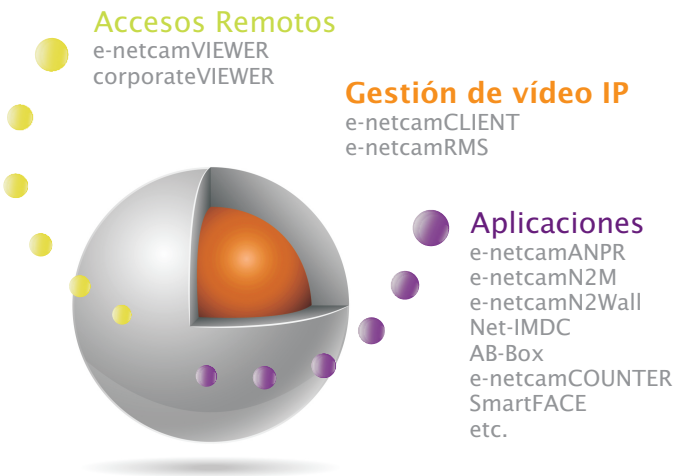 Accesos Remotos
e-netcamVIEWER
corporateVIEWER
Gestión de vídeo IP
e-netcamCLIENT
e-netcamRMS
Aplicaciones
e-netcamANPR
e-netcamN2M
e-netcamN2Wall
Net-IMDC
AB-Box
e-netcamCOUNTER
SmartFACE
etc.